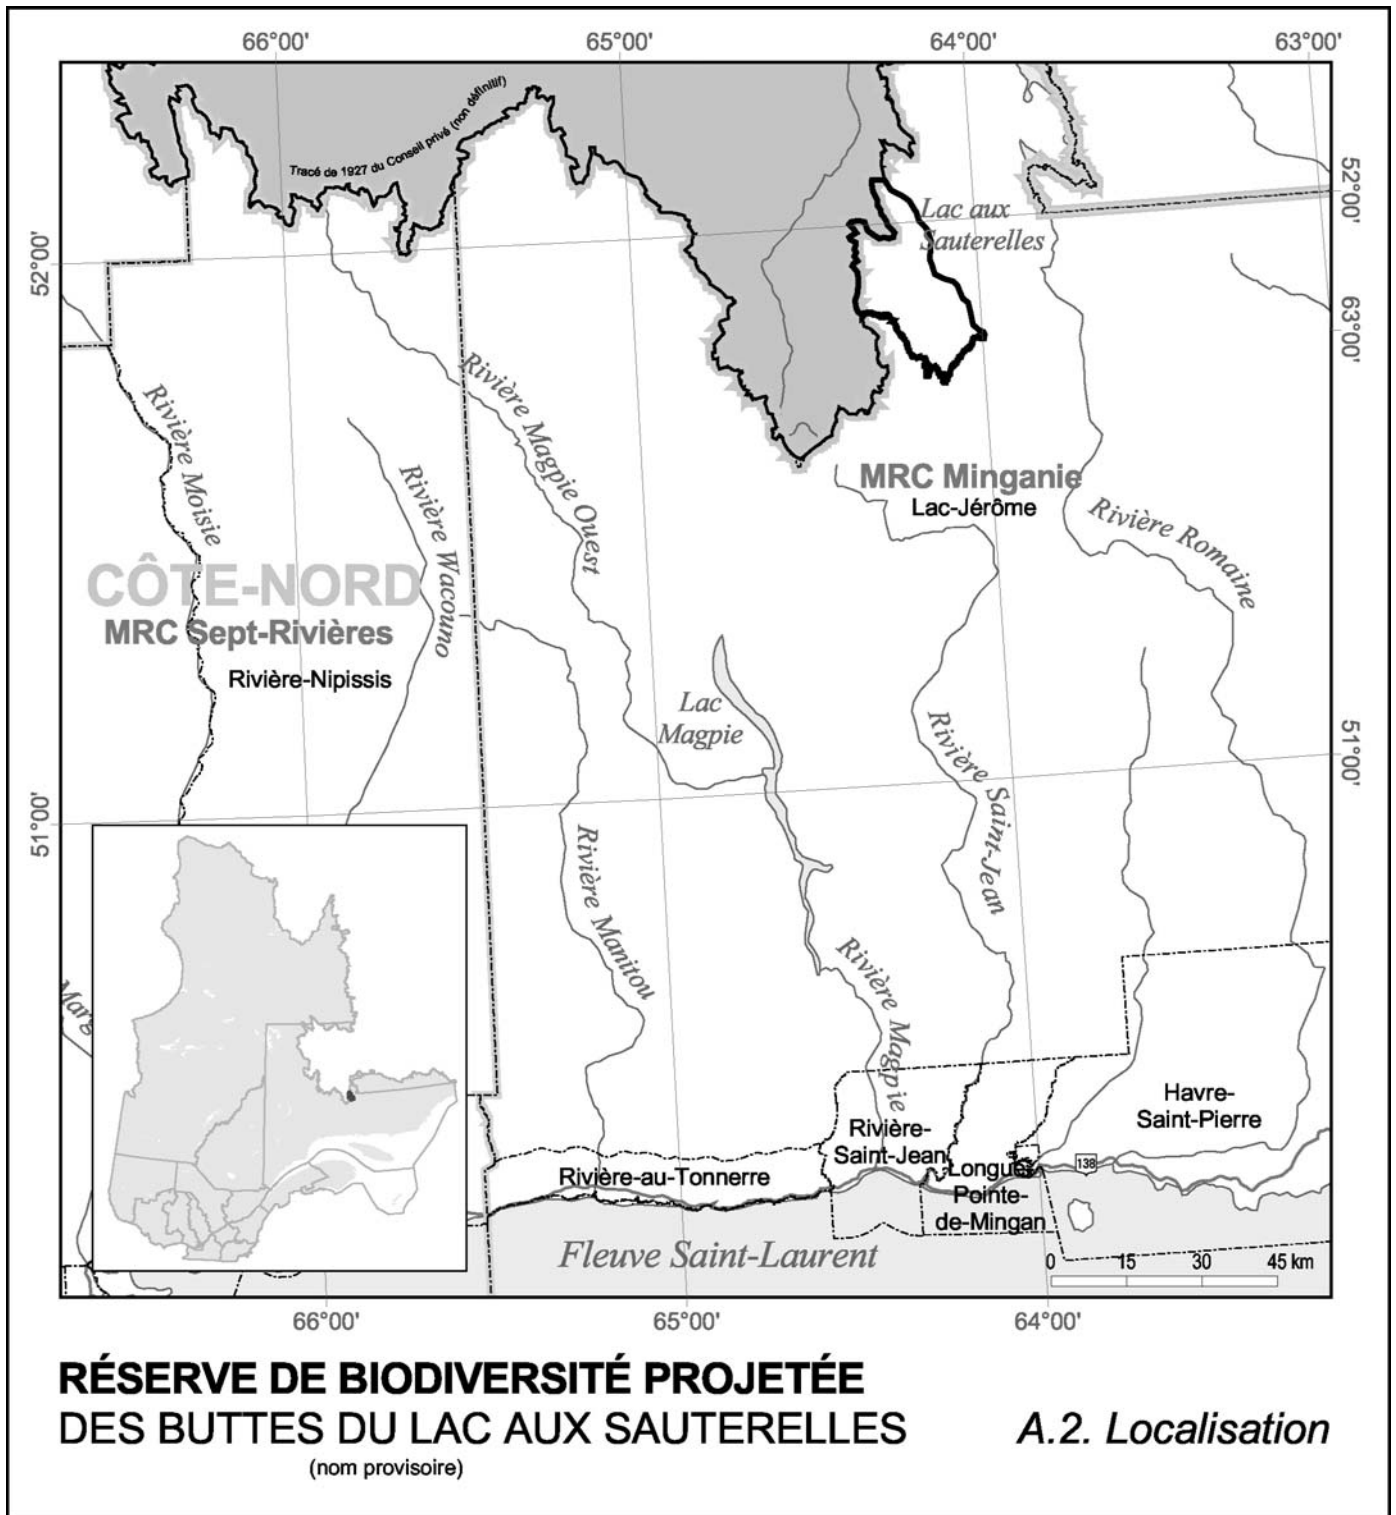 66°00'
65°00'
64°00'
63°00'
Tracé de 1927 du Conseil privé (non définitif)
52°00'
Lac aux
Sauterelles
52°00'
63°00'
Rivière Magpie Ouest
Rivière Moisie
Rivière Wacouno
MRC Minganie
Lac-Jérôme
Rivière Romaine
CÔTE-NORD
MRC Sept-Rivières
Rivière-Nipissis
Lac
Magpie
Rivière Saint-Jean
51°00'
51°00'
Rivière Manitou
Rivière Magpie
Marg
Havre-
Saint-Pierre
Rivière-
Saint-Jean
Longue-
Pointe-
de-Mingan
138
Rivière-au-Tonnerre
Fleuve Saint-Laurent
0 15 30 45 km
66°00'
65°00'
64°00'
RÉSERVE DE BIODIVERSITÉ PROJETÉE
DES BUTTES DU LAC AUX SAUTERELLES
(nom provisoire)
A.2. Localisation